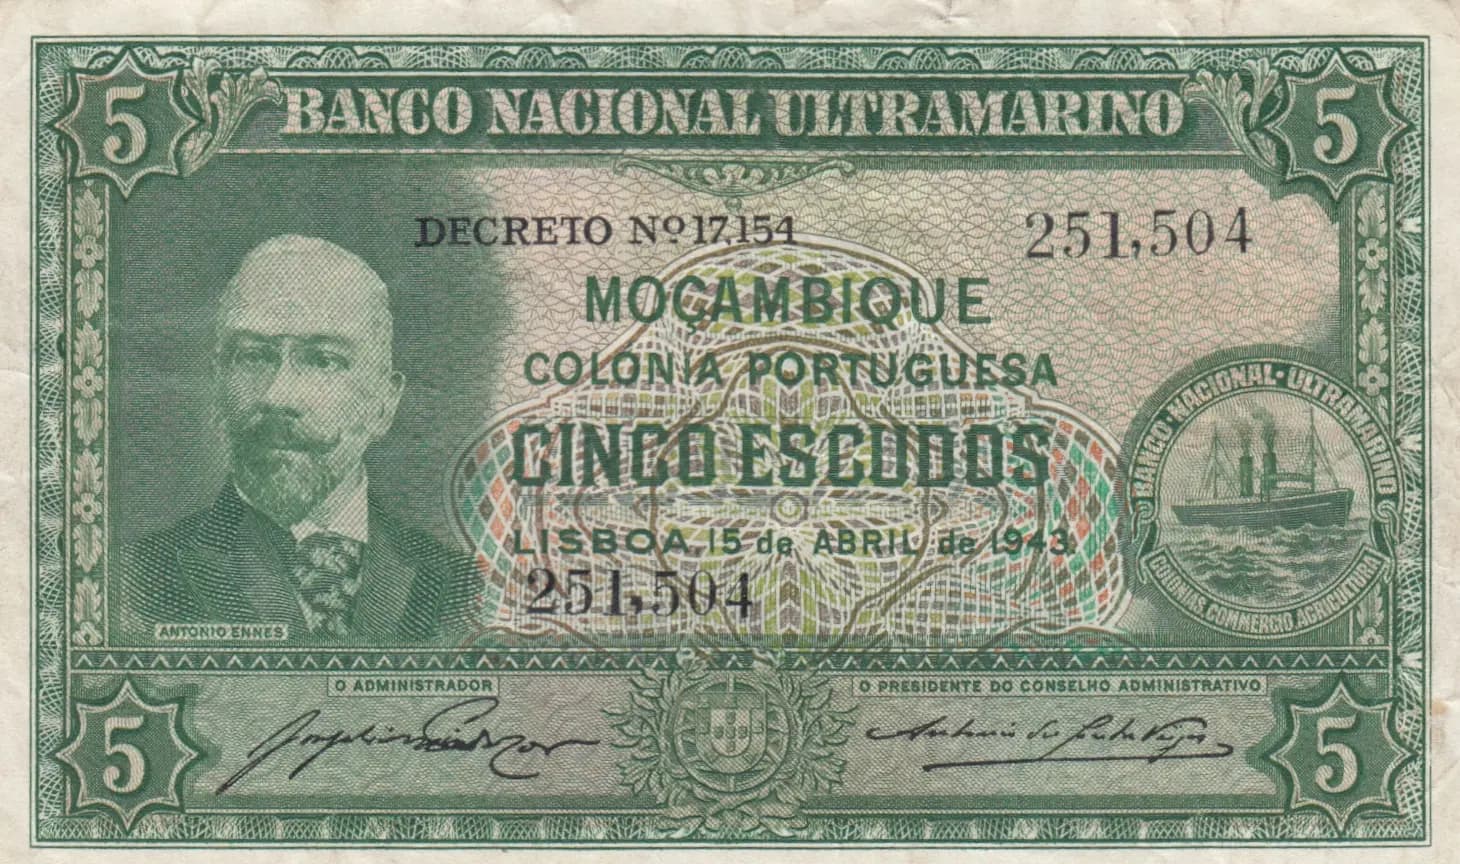 5 BANCO NACIONAL ULTRAMARINO 5
DECRETO Nº 17,154 251,504
MOÇAMBIQUE
COLONIA PORTUGUESA
CINCO ESCUDOS
LISBOA, 15 de ABRIL de 1943.
251,504
BANCO·NACIONAL·ULTRAMARINO
COLONIAS COMMERCIO AGRICULTURA
ANTONIO ENNES
O ADMINISTRADOR
O PRESIDENTE DO CONSELHO ADMINISTRATIVO
5 5